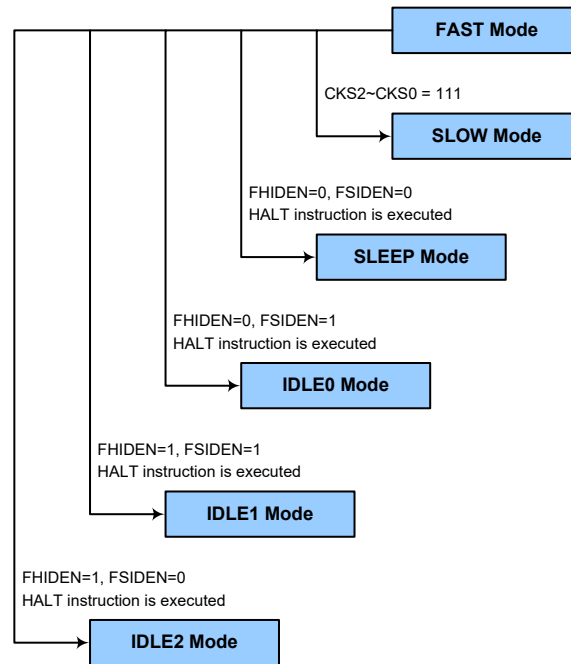 FAST Mode
CKS2~CKS0 = 111
SLOW Mode
FHIDEN=0, FSIDEN=0
HALT instruction is executed
SLEEP Mode
FHIDEN=0, FSIDEN=1
HALT instruction is executed
IDLE0 Mode
FHIDEN=1, FSIDEN=1
HALT instruction is executed
IDLE1 Mode
FHIDEN=1, FSIDEN=0
HALT instruction is executed
IDLE2 Mode